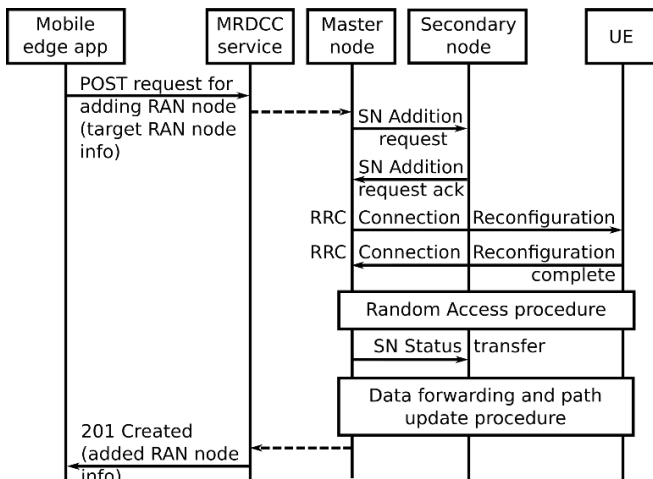 Mobile
edge app
MRDCC
service
Master
node
Secondary
node
UE
POST request for
adding RAN node
(target RAN node
info)
SN Addition
request
SN Addition
request ack
RRC Connection Reconfiguration
RRC Connection Reconfiguration
complete
Random Access procedure
SN Status transfer
Data forwarding and path
update procedure
201 Created
(added RAN node
info)